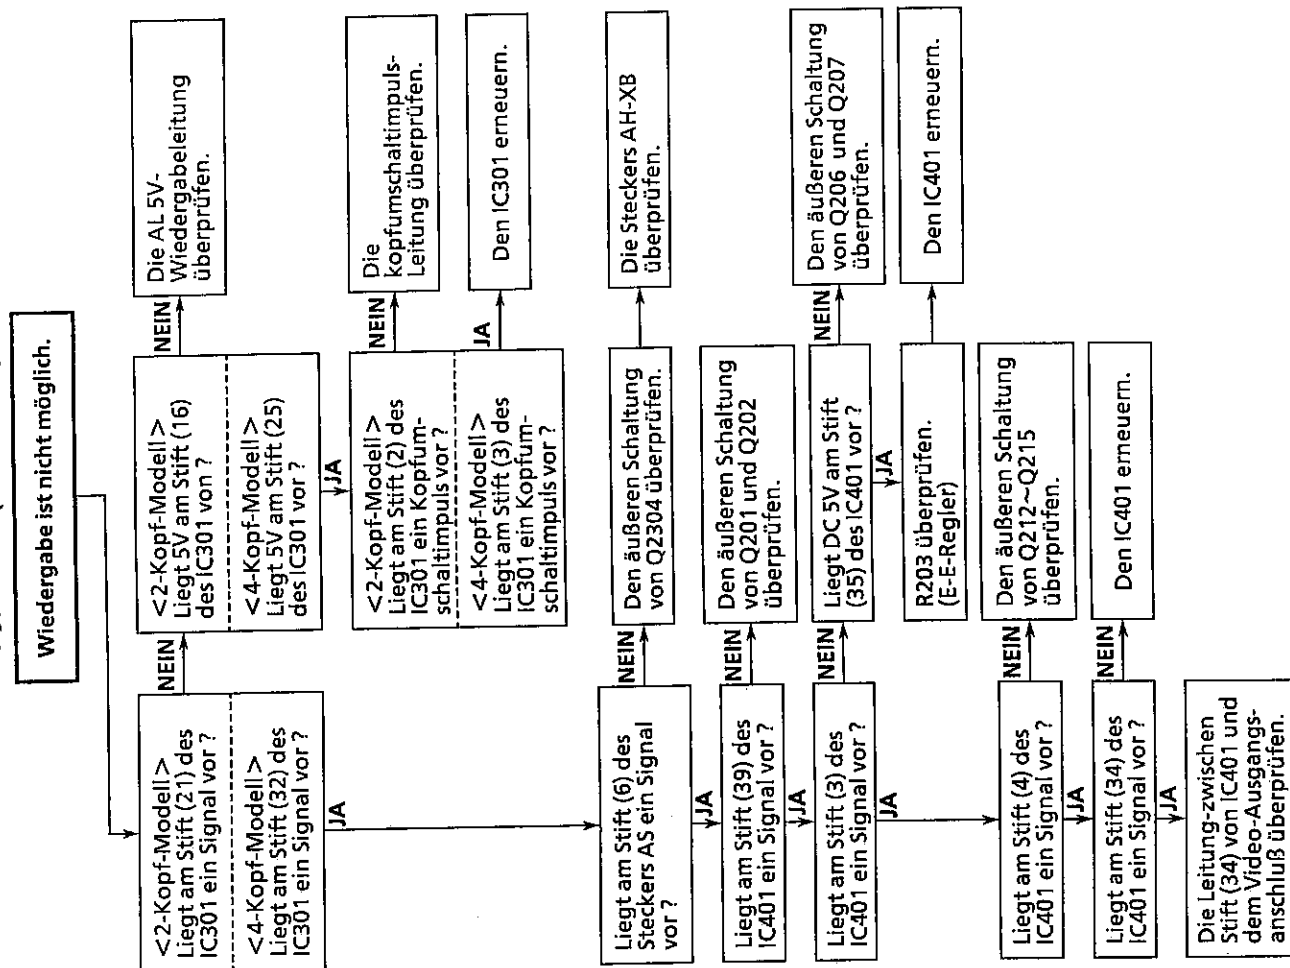 Wiedergabe ist nicht möglich.
<2-Kopf-Modell>
Liegt am Stift (21) des
IC301 ein Signal vor ?
<4-Kopf-Modell>
Liegt am Stift (32) des
IC301 ein Signal vor ?
NEIN
<2-Kopf-Modell>
Liegt 5V am Stift (16)
des IC301 von ?
<4-Kopf-Modell>
Liegt 5V am Stift (25)
des IC301 vor ?
NEIN
Die AL 5V-
Wiedergabeleitung
überprüfen.
JA
<2-Kopf-Modell>
Liegt am Stift (2) des
IC301 ein Kopfum-
schaltimpuls vor ?
<4-Kopf-Modell>
Liegt am Stift (3) des
IC301 ein Kopfum-
schaltimpuls vor ?
NEIN
Die
kopfumschaltimpuls-
Leitung überprüfen.
JA
Den IC301 erneuern.
JA
Liegt am Stift (6) des
Steckers AS ein Signal
vor ?
NEIN
Den äußeren Schaltung
von Q2304 überprüfen.
Die Steckers AH-XB
überprüfen.
JA
Liegt am Stift (39) des
IC401 ein Signal vor ?
NEIN
Den äußeren Schaltung
von Q201 und Q202
überprüfen.
JA
Liegt am Stift (3) des
IC401 ein Signal vor ?
NEIN
Liegt DC 5V am Stift
(35) des IC401 vor ?
NEIN
Den äußeren Schaltung
von Q206 und Q207
überprüfen.
JA
R203 überprüfen.
(E-E-Regler)
Den IC401 erneuern.
JA
Liegt am Stift (4) des
IC401 ein Signal vor ?
NEIN
Den äußeren Schaltung
von Q212~Q215
überprüfen.
JA
Liegt am Stift (34) des
IC401 ein Signal vor ?
NEIN
Den IC401 erneuern.
JA
Die Leitung-zwischen
Stift (34) von IC401 und
dem Video-Ausgangs-
anschluß überprüfen.